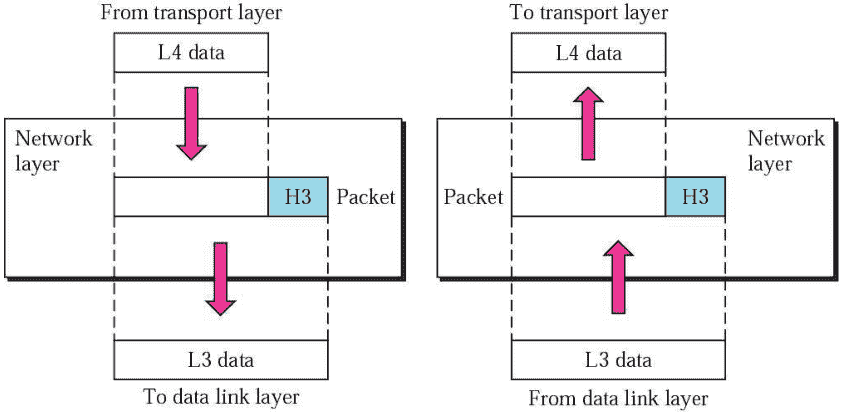 From transport layer
L4 data
Network
layer
H3
Packet
L3 data
To data link layer
To transport layer
L4 data
Network
layer
Packet
H3
L3 data
From data link layer